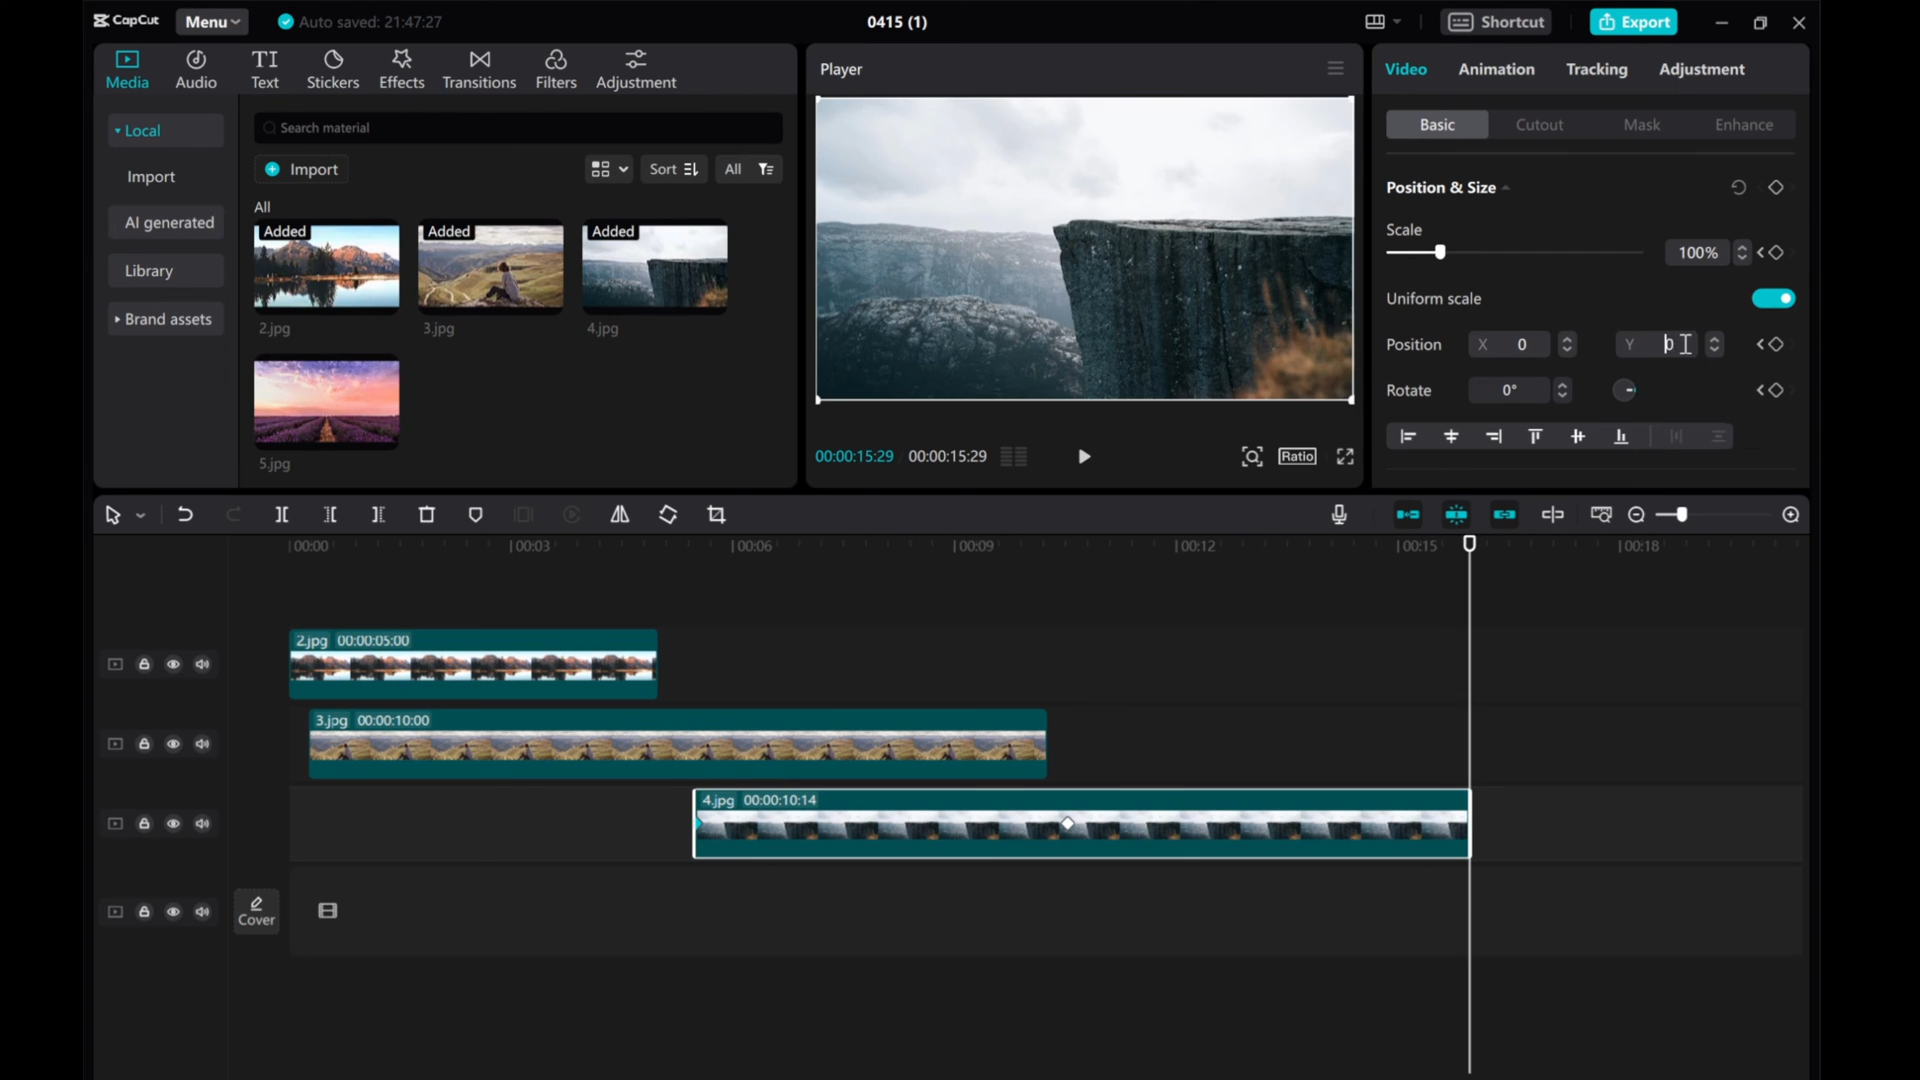 CapCut Menu Auto saved: 21:47:27 0415 (1) Shortcut Export
Media Audio Text Stickers Effects Transitions Filters Adjustment
Player
Video Animation Tracking Adjustment
Local
Import
AI generated
Library
Brand assets
Search material
Import Sort All
All
Added Added Added
2.jpg 3.jpg 4.jpg
5.jpg
00:00:15:29 00:00:15:29 Ratio
Basic Cutout Mask Enhance
Position & Size
Scale
100%
Uniform scale
Position X 0 Y 0
Rotate 0°
00:00 00:03 00:06 00:09 00:12 00:15 00:18
2.jpg 00:00:05:00
3.jpg 00:00:10:00
4.jpg 00:00:10:14
Cover